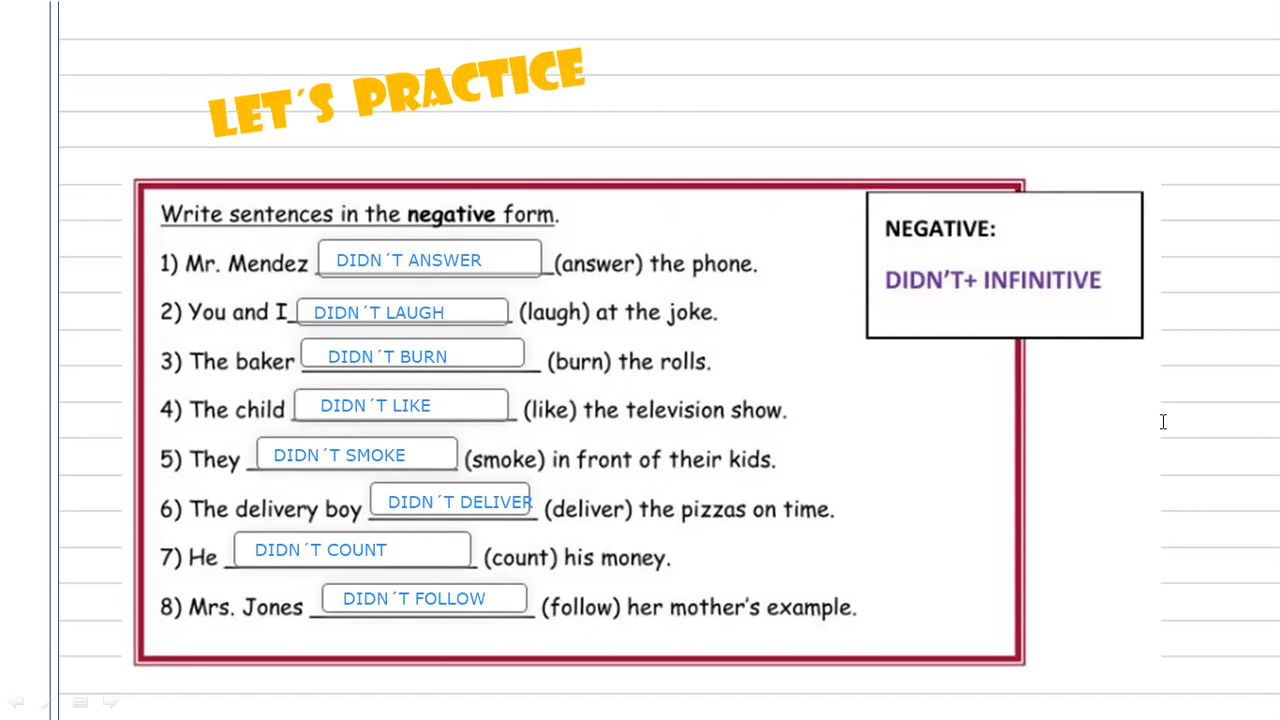 LET´S PRACTICE
Write sentences in the negative form.
1) Mr. Mendez DIDN´T ANSWER (answer) the phone.
2) You and I DIDN´T LAUGH (laugh) at the joke.
3) The baker DIDN´T BURN (burn) the rolls.
4) The child DIDN´T LIKE (like) the television show.
5) They DIDN´T SMOKE (smoke) in front of their kids.
6) The delivery boy DIDN´T DELIVER (deliver) the pizzas on time.
7) He DIDN´T COUNT (count) his money.
8) Mrs. Jones DIDN´T FOLLOW (follow) her mother's example.
NEGATIVE:
DIDN'T+ INFINITIVE